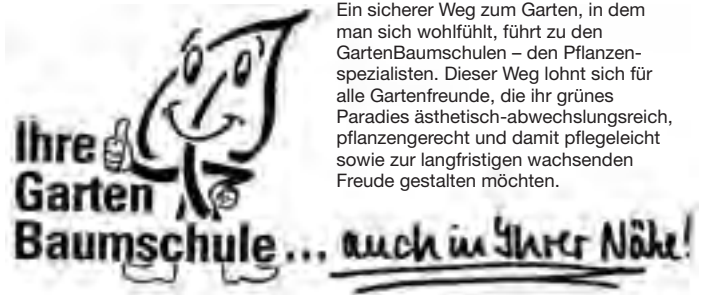 Ein sicherer Weg zum Garten, in dem
man sich wohlfühlt, führt zu den
GartenBaumschulen – den Pflanzen-
spezialisten. Dieser Weg lohnt sich für
alle Gartenfreunde, die ihr grünes
Paradies ästhetisch-abwechslungsreich,
pflanzengerecht und damit pflegeleicht
sowie zur langfristigen wachsenden
Freude gestalten möchten.
Ihre
Garten
Baumschule... auch in Ihrer Nähe!